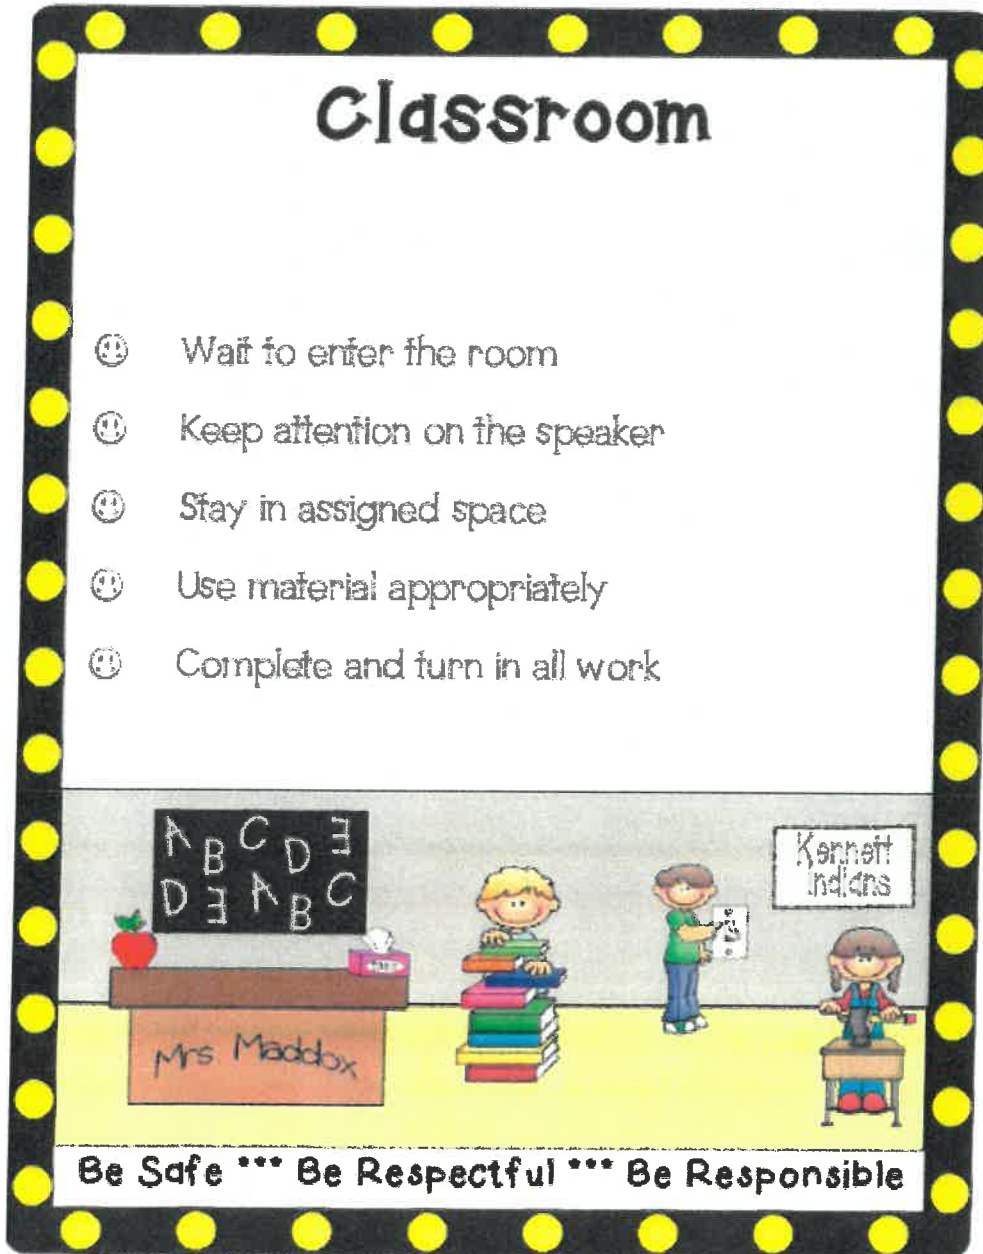 Classroom
☺ Wait to enter the room
☺ Keep attention on the speaker
☺ Stay in assigned space
☺ Use material appropriately
☺ Complete and turn in all work
A B C D E
D E A B C
Kennett
Indians
Mrs Maddox
Be Safe *** Be Respectful *** Be Responsible